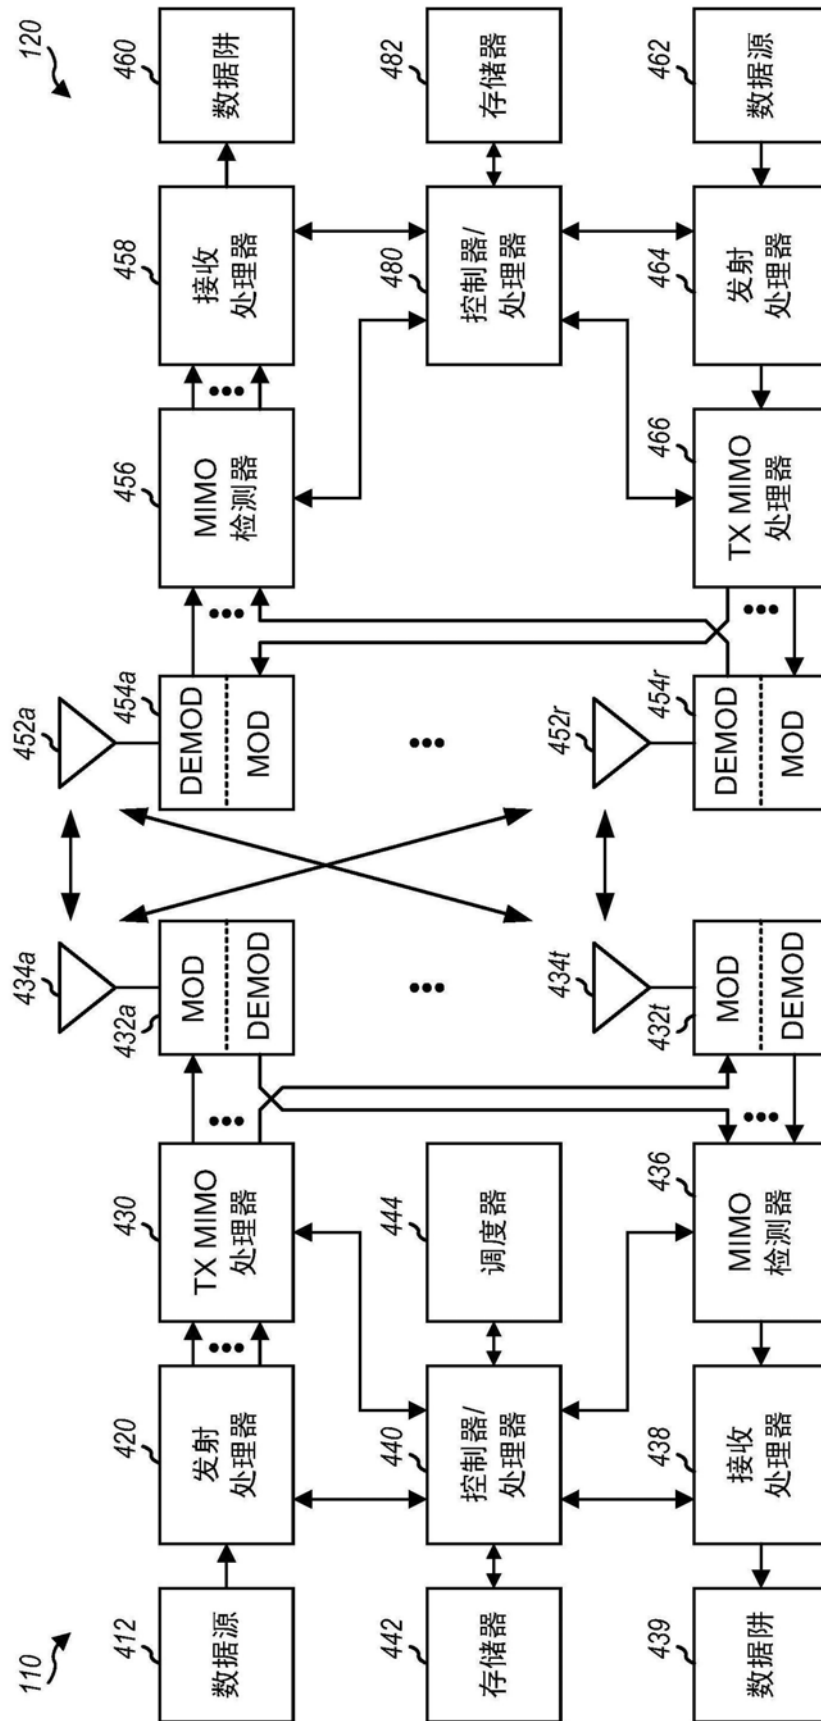 110
120
412
数据源
420
发射
处理器
430
TX MIMO
处理器
432a
MOD
DEMOD
434a
452a
454a
DEMOD
MOD
456
MIMO
检测器
458
接收
处理器
460
数据阱
442
存储器
440
控制器/
处理器
444
调度器
480
控制器/
处理器
482
存储器
439
数据阱
438
接收
处理器
436
MIMO
检测器
432t
MOD
DEMOD
434t
452r
454r
DEMOD
MOD
466
TX MIMO
处理器
464
发射
处理器
462
数据源